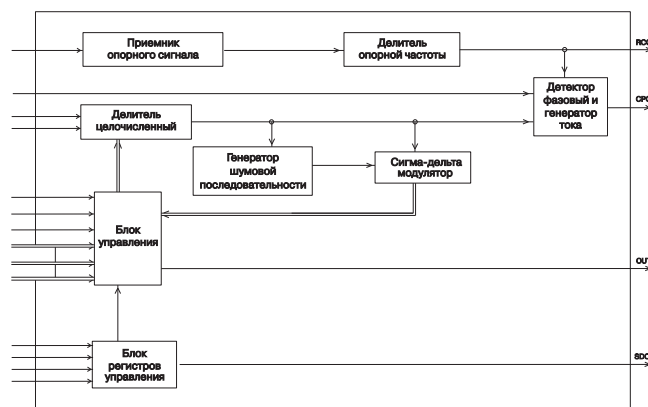 Приемник
опорного сигнала
Делитель
опорной частоты
Детектор
фазовый и
генератор
тока
Делитель
целочисленный
Генератор
шумовой
последовательности
Сигма-дельта
модулятор
Блок
управления
OUT
Блок
регистров
управления